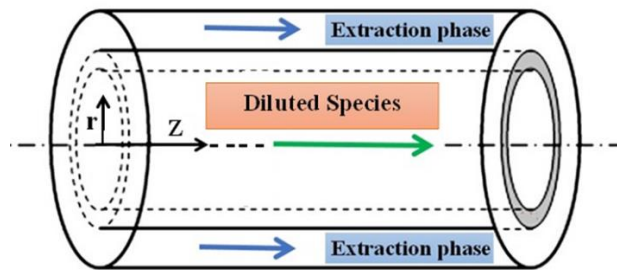 Extraction phase
Diluted Species
r
Z
Extraction phase